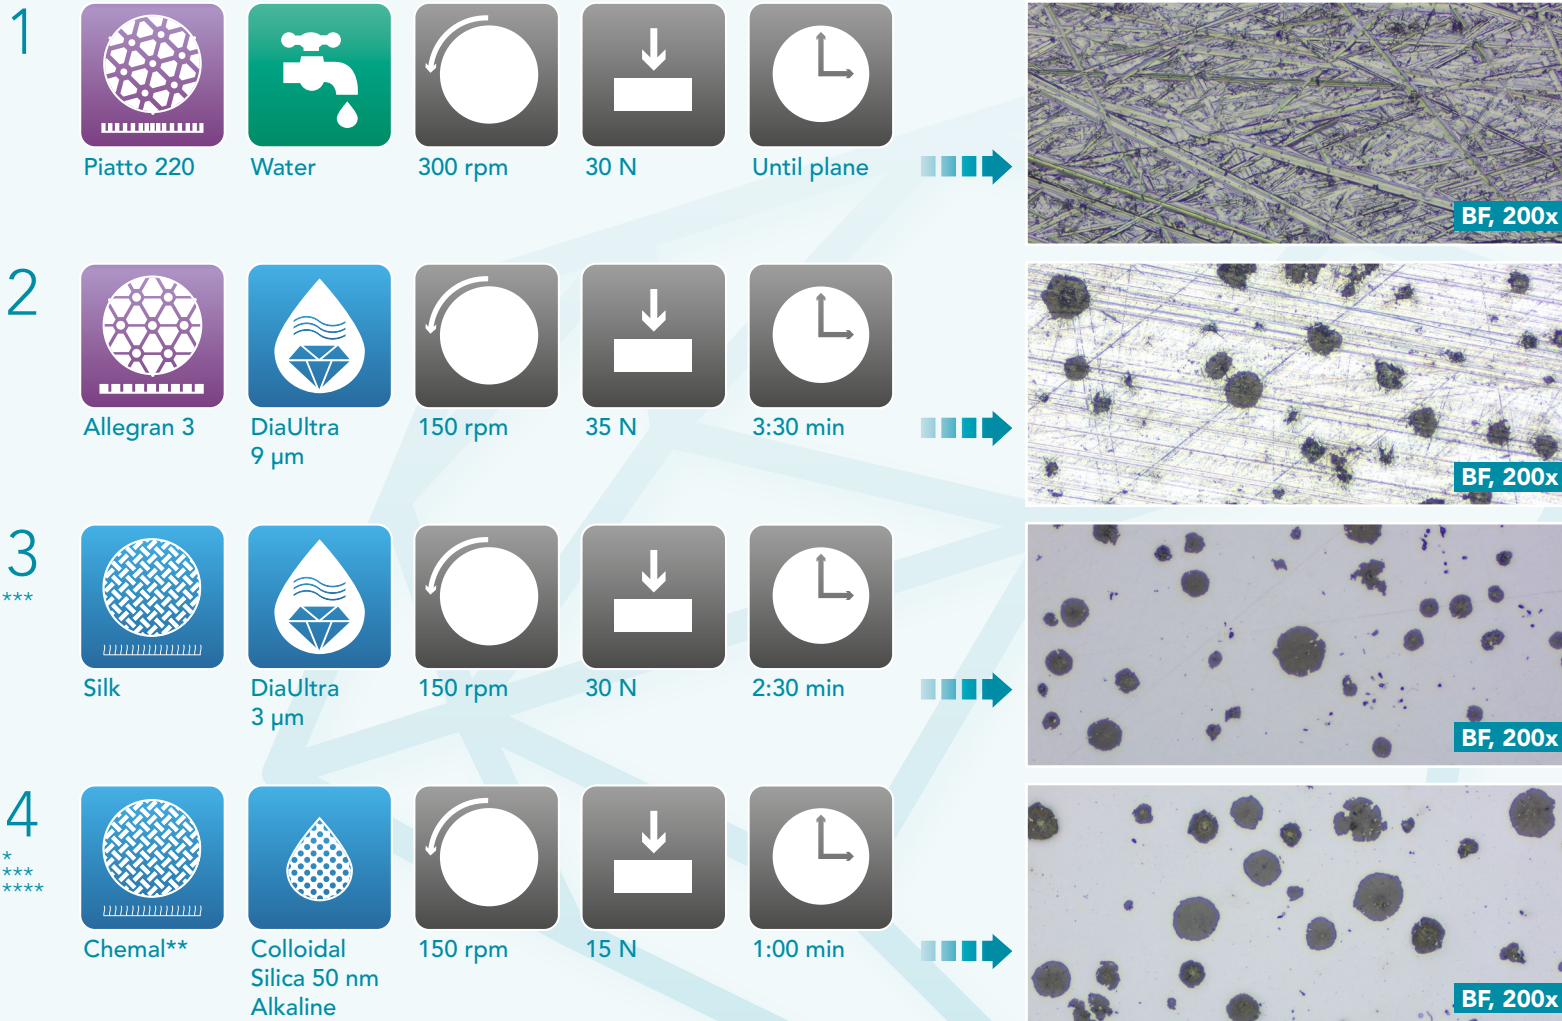 1
Piatto 220
Water
300 rpm
30 N
Until plane
BF, 200x
2
Allegran 3
DiaUltra
9 µm
150 rpm
35 N
3:30 min
BF, 200x
3
***
Silk
DiaUltra
3 µm
150 rpm
30 N
2:30 min
BF, 200x
4
*
***
****
Chemal**
Colloidal
Silica 50 nm
Alkaline
150 rpm
15 N
1:00 min
BF, 200x